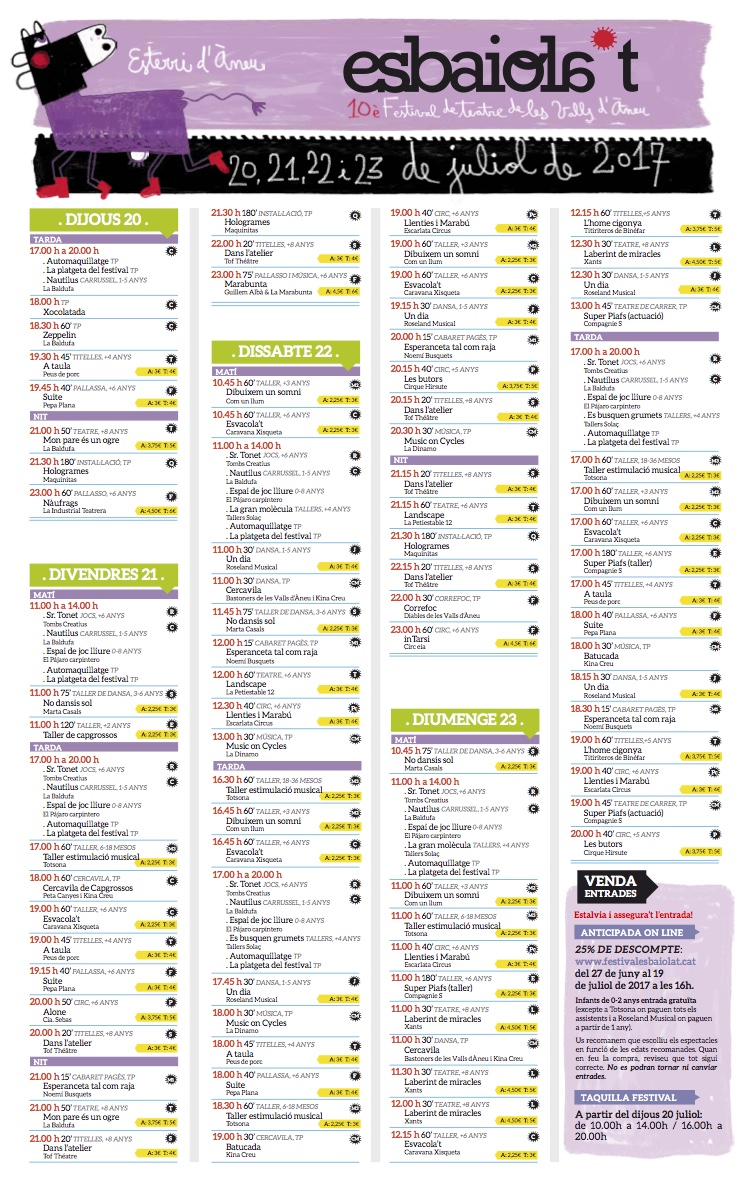 Esterri d'Àneu
esbaiola't
10è Festival de teatre de les Valls d'Àneu
20, 21, 22 i 23 de juliol de 2017
. DIJOUS 20 .
TARDA
17.00 h a 20.00 h
. Automaquillatge TP
. La platgeta del festival TP
. Nautilus CARRUSSEL, 1-5 ANYS
La Baldufa
18.00 h TP
Xocolatada
18.30 h 60' TP
Zeppelin
La Baldufa
19.30 h 45' TITELLES, +4 ANYS
A taula
Peus de porc A: 3€ T: 4€
19.45 h 40' PALLASSA, +6 ANYS
Suite
Pepa Plana A: 3€ T: 4€
NIT
21.00 h 50' TEATRE, +8 ANYS
Mon pare és un ogre
La Baldufa A: 3,75€ T: 5€
21.30 h 180' INSTAL·LACIÓ, TP
Hologrames
Maquinitas
23.00 h 60' PALLASSO, +6 ANYS
Nàufrags
La Industrial Teatrera A: 4,50€ T: 6€
. DIVENDRES 21 .
MATÍ
11.00 h a 14.00 h
. Sr. Tonet JOCS, +6 ANYS
Tombs Creatius
. Nautilus CARRUSSEL, 1-5 ANYS
La Baldufa
. Espai de joc lliure 0-8 ANYS
El Pájaro carpintero
. Automaquillatge TP
. La platgeta del festival TP
11.00 h 75' TALLER DE DANSA, 3-6 ANYS
No dansis sol
Marta Casals A: 2,25€ T: 3€
11.00 h 120' TALLER, +2 ANYS
Taller de capgrossos A: 2,25€ T: 3€
TARDA
17.00 h a 20.00 h
. Sr. Tonet JOCS, +6 ANYS
Tombs Creatius
. Nautilus CARRUSSEL, 1-5 ANYS
La Baldufa
. Espai de joc lliure 0-8 ANYS
El Pájaro carpintero
. Automaquillatge TP
. La platgeta del festival TP
17.00 h 60' TALLER, 6-18 MESOS
Taller estimulació musical
Totsona A: 2,25€ T: 3€
18.00 h 60' CERCAVILA, TP
Cercavila de Capgrossos
Peta Canyes i Kina Creu
19.00 h 60' TALLER, +6 ANYS
Esvacola't
Caravana Xisqueta A: 2,25€ T: 3€
19.00 h 45' TITELLES, +4 ANYS
A taula
Peus de porc A: 3€ T: 4€
19.15 h 40' PALLASSA, +6 ANYS
Suite
Pepa Plana A: 3€ T: 4€
20.00 h 50' CIRC, +6 ANYS
Alone
Cia. Sebas A: 3,75€ T: 5€
20.00 h 20' TITELLES, +8 ANYS
Dans l'atelier
Tof Théâtre A: 3€ T: 4€
NIT
21.00 h 15' CABARET PAGÈS, TP
Esperanceta tal com raja
Noemí Busquets
21.00 h 50' TEATRE, +8 ANYS
Mon pare és un ogre
La Baldufa A: 3,75€ T: 5€
21.00 h 20' TITELLES, +8 ANYS
Dans l'atelier
Tof Théâtre A: 3€ T: 4€
21.30 h 180' INSTAL·LACIÓ, TP
Hologrames
Maquinitas
22.00 h 20' TITELLES, +8 ANYS
Dans l'atelier
Tof Théâtre A: 3€ T: 4€
23.00 h 75' PALLASSO I MÚSICA, +6 ANYS
Marabunta
Guillem Albà & La Marabunta A: 4,5€ T: 6€
. DISSABTE 22 .
MATÍ
10.45 h 60' TALLER, +3 ANYS
Dibuixem un somni
Com un llum A: 2,25€ T: 3€
10.45 h 60' TALLER, +6 ANYS
Esvaca't
Caravana Xisqueta A: 2,25€ T: 3€
11.00 h a 14.00 h
. Sr. Tonet JOCS, +6 ANYS
Tombs Creatius
. Nautilus CARRUSSEL, 1-5 ANYS
La Baldufa
. Espai de joc lliure 0-8 ANYS
El Pájaro carpintero
. La gran molècula TALLERS, +4 ANYS
Tallers Solaç
. Automaquillatge TP
. La platgeta del festival TP
11.00 h 30' DANSA, 1-5 ANYS
Un dia
Roseland Musical A: 3€ T: 4€
11.00 h 30' DANSA, TP
Cercavila
Bastoners de les Valls d'Àneu i Kina Creu
11.45 h 75' TALLER DE DANSA, 3-6 ANYS
No dansis sol
Marta Casals A: 2,25€ T: 3€
12.00 h 15' CABARET PAGÈS, TP
Esperanceta tal com raja
Noemí Busquets
12.00 h 60' TEATRE, +6 ANYS
Landscape
La Petiestable 12 A: 3€ T: 4€
12.30 h 40' CIRC, +6 ANYS
Llenties i Marabú
Escarlata Circus A: 3€ T: 4€
13.00 h 30' MÚSICA, TP
Music on Cycles
La Dinamo
TARDA
16.30 h 60' TALLER, 18-36 MESOS
Taller estimulació musical
Totsona A: 2,25€ T: 3€
16.45 h 60' TALLER, +3 ANYS
Dibuixem un somni
Com un llum A: 2,25€ T: 3€
16.45 h 60' TALLER, +6 ANYS
Esvaca't
Caravana Xisqueta A: 2,25€ T: 3€
17.00 h a 20.00 h
. Sr. Tonet JOCS, +6 ANYS
Tombs Creatius
. Nautilus CARRUSSEL, 1-5 ANYS
La Baldufa
. Espai de joc lliure 0-8 ANYS
El Pájaro carpintero
. Es busquen grumets TALLERS, +4 ANYS
Tallers Solaç
. Automaquillatge TP
. La platgeta del festival TP
17.45 h 30' DANSA, 1-5 ANYS
Un dia
Roseland Musical A: 3€ T: 4€
18.00 h 30' MÚSICA, TP
Music on Cycles
La Dinamo
18.00 h 45' TITELLES, +4 ANYS
A taula
Peus de porc A: 3€ T: 4€
18.00 h 40' PALLASSA, +6 ANYS
Suite
Pepa Plana A: 3€ T: 4€
18.30 h 60' TALLER, 6-18 MESOS
Taller estimulació musical
Totsona A: 2,25€ T: 3€
19.00 h 30' CERCAVILA, TP
Batucada
Kina Creu
19.00 h 40' CIRC, +6 ANYS
Llenties i Marabú
Escarlata Circus A: 3€ T: 4€
19.00 h 60' TALLER, +3 ANYS
Dibuixem un somni
Com un llum A: 2,25€ T: 3€
19.00 h 60' TALLER, +6 ANYS
Esvacola't
Caravana Xisqueta A: 2,25€ T: 3€
19.15 h 30' DANSA, 1-5 ANYS
Un dia
Roseland Musical A: 3€ T: 4€
20.00 h 15' CABARET PAGÈS, TP
Esperanceta tal com raja
Noemí Busquets
20.15 h 40' CIRC, +5 ANYS
Les butors
Cirque Hirsute A: 3,75€ T: 5€
20.15 h 20' TITELLES, +8 ANYS
Dans l'atelier
Tof Théâtre A: 3€ T: 4€
20.30 h 30' MÚSICA, TP
Music on Cycles
La Dinamo
NIT
21.15 h 20' TITELLES, +8 ANYS
Dans l'atelier
Tof Théâtre A: 3€ T: 4€
21.15 h 60' TEATRE, +6 ANYS
Landscape
La Petiestable 12 A: 3€ T: 4€
21.30 h 180' INSTAL·LACIÓ, TP
Hologrames
Maquinitas
22.15 h 20' TITELLES, +8 ANYS
Dans l'atelier
Tof Théâtre A: 3€ T: 4€
22.00 h 30' CORREFOC, TP
Correfoc
Diables de les Valls d'Àneu
23.00 h 60' CIRC, +6 ANYS
inTarsi
Circ eia A: 4,5€ T: 6€
. DIUMENGE 23 .
MATÍ
10.45 h 75' TALLER DE DANSA, 3-6 ANYS
No dansis sol
Marta Casals A: 2,25€ T: 3€
11.00 h a 14.00 h
. Sr. Tonet JOCS, +6 ANYS
Tombs Creatius
. Nautilus CARRUSSEL, 1-5 ANYS
La Baldufa
. Espai de joc lliure 0-8 ANYS
El Pájaro carpintero
. La gran molècula TALLERS, +4 ANYS
Tallers Solaç
. Automaquillatge TP
. La platgeta del festival TP
11.00 h 60' TALLER, +3 ANYS
Dibuixem un somni
Com un llum A: 2,25€ T: 3€
11.00 h 60' TALLER, 6-18 MESOS
Taller estimulació musical
Totsona A: 2,25€ T: 3€
11.00 h 40' CIRC, +6 ANYS
Llenties i Marabú
Escarlata Circus A: 3€ T: 4€
11.00 h 180' TALLER, +6 ANYS
Super Piafs (taller)
Compagnie S A: 2,25€ T: 3€
11.00 h 30' TEATRE, +8 ANYS
Laberint de miracles
Xants A: 4,50€ T: 5€
11.00 h 30' DANSA, TP
Cercavila
Bastoners de les Valls d'Àneu i Kina Creu
11.30 h 30' TEATRE, +8 ANYS
Laberint de miracles
Xants A: 4,50€ T: 5€
12.00 h 30' TEATRE, +8 ANYS
Laberint de miracles
Xants A: 4,50€ T: 5€
12.15 h 60' TALLER, +6 ANYS
Esvacola't
Caravana Xisqueta A: 2,25€ T: 3€
12.15 h 60' TITELLES,+5 ANYS
L'home cigonya
Titiriteros de Binéfar A: 3,75€ T: 5€
12.30 h 30' TEATRE, +8 ANYS
Laberint de miracles
Xants A: 4,50€ T: 5€
12.30 h 30' DANSA, 1-5 ANYS
Un dia
Roseland Musical A: 3€ T: 4€
13.00 h 45' TEATRE DE CARRER, TP
Super Piafs (actuació)
Compagnie S
TARDA
17.00 h a 20.00 h
. Sr. Tonet JOCS, +6 ANYS
Tombs Creatius
. Nautilus CARRUSSEL, 1-5 ANYS
La Baldufa
. Espai de joc lliure 0-8 ANYS
El Pájaro carpintero
. Es busquen grumets TALLERS, +4 ANYS
Tallers Solaç
. Automaquillatge TP
. La platgeta del festival TP
17.00 h 60' TALLER, 18-36 MESOS
Taller estimulació musical
Totsona A: 2,25€ T: 3€
17.00 h 60' TALLER, +3 ANYS
Dibuixem un somni
Com un llum A: 2,25€ T: 3€
17.00 h 60' TALLER, +6 ANYS
Esvacola't
Caravana Xisqueta A: 2,25€ T: 3€
17.00 h 180' TALLER, +6 ANYS
Super Piafs (taller)
Compagnie S A: 2,25€ T: 3€
17.00 h 45' TITELLES, +4 ANYS
A taula
Peus de porc A: 3€ T: 4€
18.00 h 40' PALLASSA, +6 ANYS
Suite
Pepa Plana A: 3€ T: 4€
18.00 h 30' MÚSICA, TP
Batucada
Kina Creu
18.15 h 30' DANSA, 1-5 ANYS
Un dia
Roseland Musical A: 3€ T: 4€
18.30 h 15' CABARET PAGÈS, TP
Esperanceta tal com raja
Noemí Busquets
19.00 h 60' TITELLES,+5 ANYS
L'home cigonya
Titiriteros de Binéfar A: 3,75€ T: 5€
19.00 h 40' CIRC, +6 ANYS
Llenties i Marabú
Escarlata Circus A: 3€ T: 4€
19.00 h 45' TEATRE DE CARRER, TP
Super Piafs (actuació)
Compagnie S
20.00 h 40' CIRC, +5 ANYS
Les butors
Cirque Hirsute A: 3,75€ T: 5€
VENDA
ENTRADES
Estalvia i assegura't l'entrada!
ANTICIPADA ON LINE
25% DE DESCOMPTE:
www.festivalesbaiolat.cat
del 27 de juny al 19
de juliol de 2017 a les 16h.
Infants de 0-2 anys entrada gratuïta
(excepte a Totsona on paguen tots els
assistents i a Roseland Musical on paguen
a partir de 1 any).
Us recomanem que escolliu els espectacles
en funció de les edats recomanades. Quan
en feu la compra, reviseu que tot sigui
correcte. No es podran tornar ni canviar
entrades.
TAQUILLA FESTIVAL
A partir del dijous 20 juliol:
de 10.00h a 14.00h / 16.00h a
20.00h